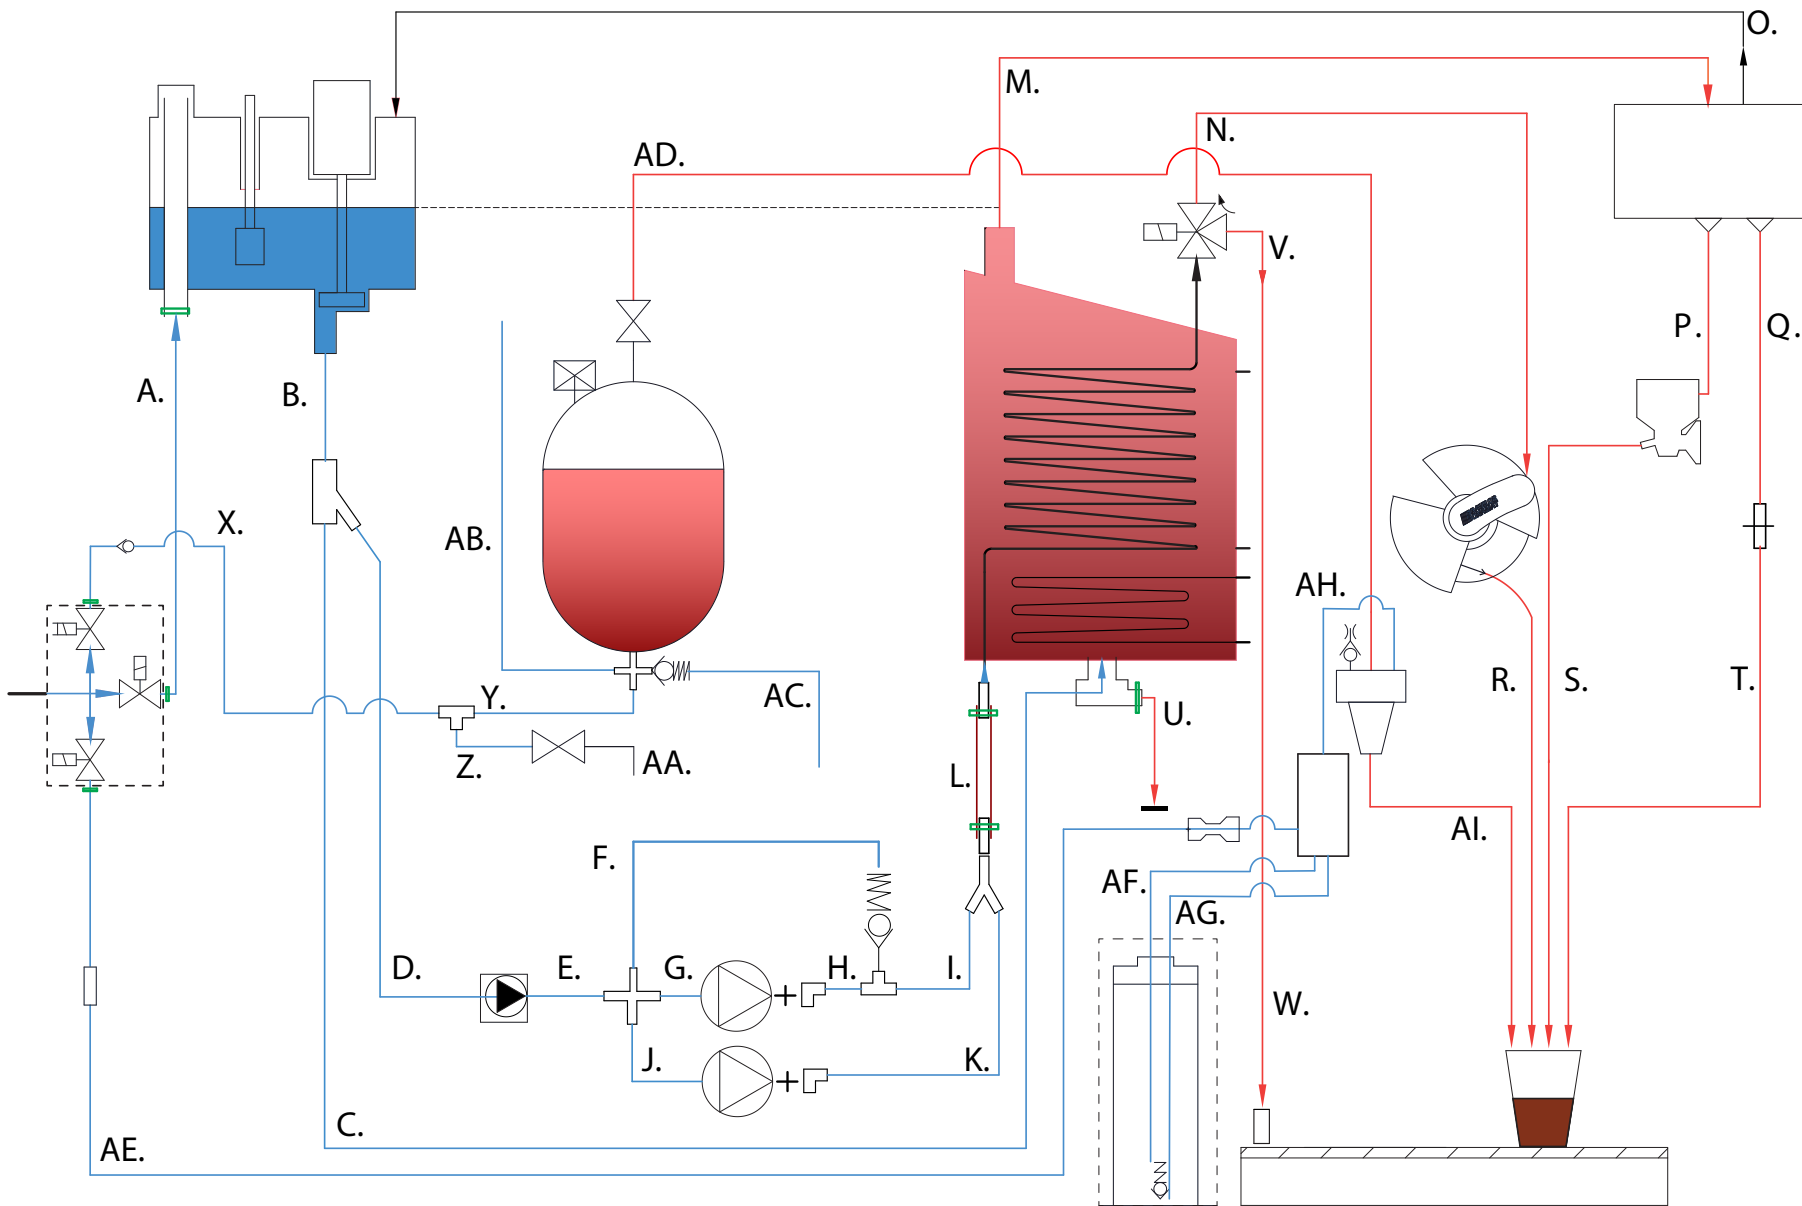 O.
M.
N.
AD.
V.
P.
Q.
A.
B.
X.
AB.
AH.
Y.
AC.
U.
R.
S.
T.
Z.
AA.
L.
AI.
F.
AF.
AG.
D.
E.
G.
H.
I.
W.
J.
K.
C.
AE.